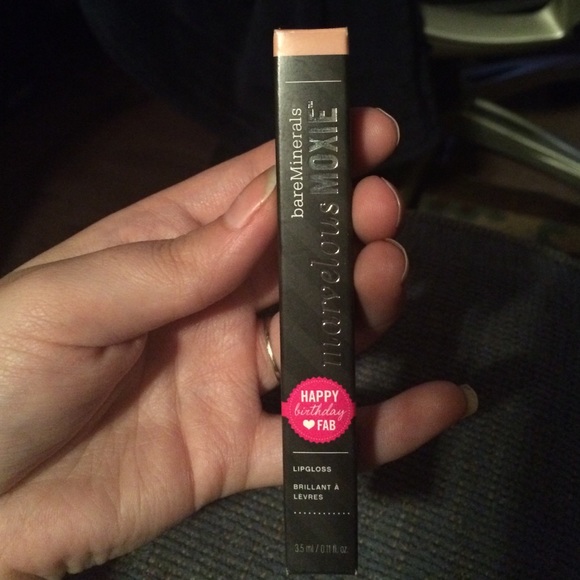 bareMinerals
marvelous MOXIE™
HAPPY
birthday
♥FAB
LIPGLOSS
BRILLANT À
LÈVRES
3.5 ml / 0.11 fl. oz.